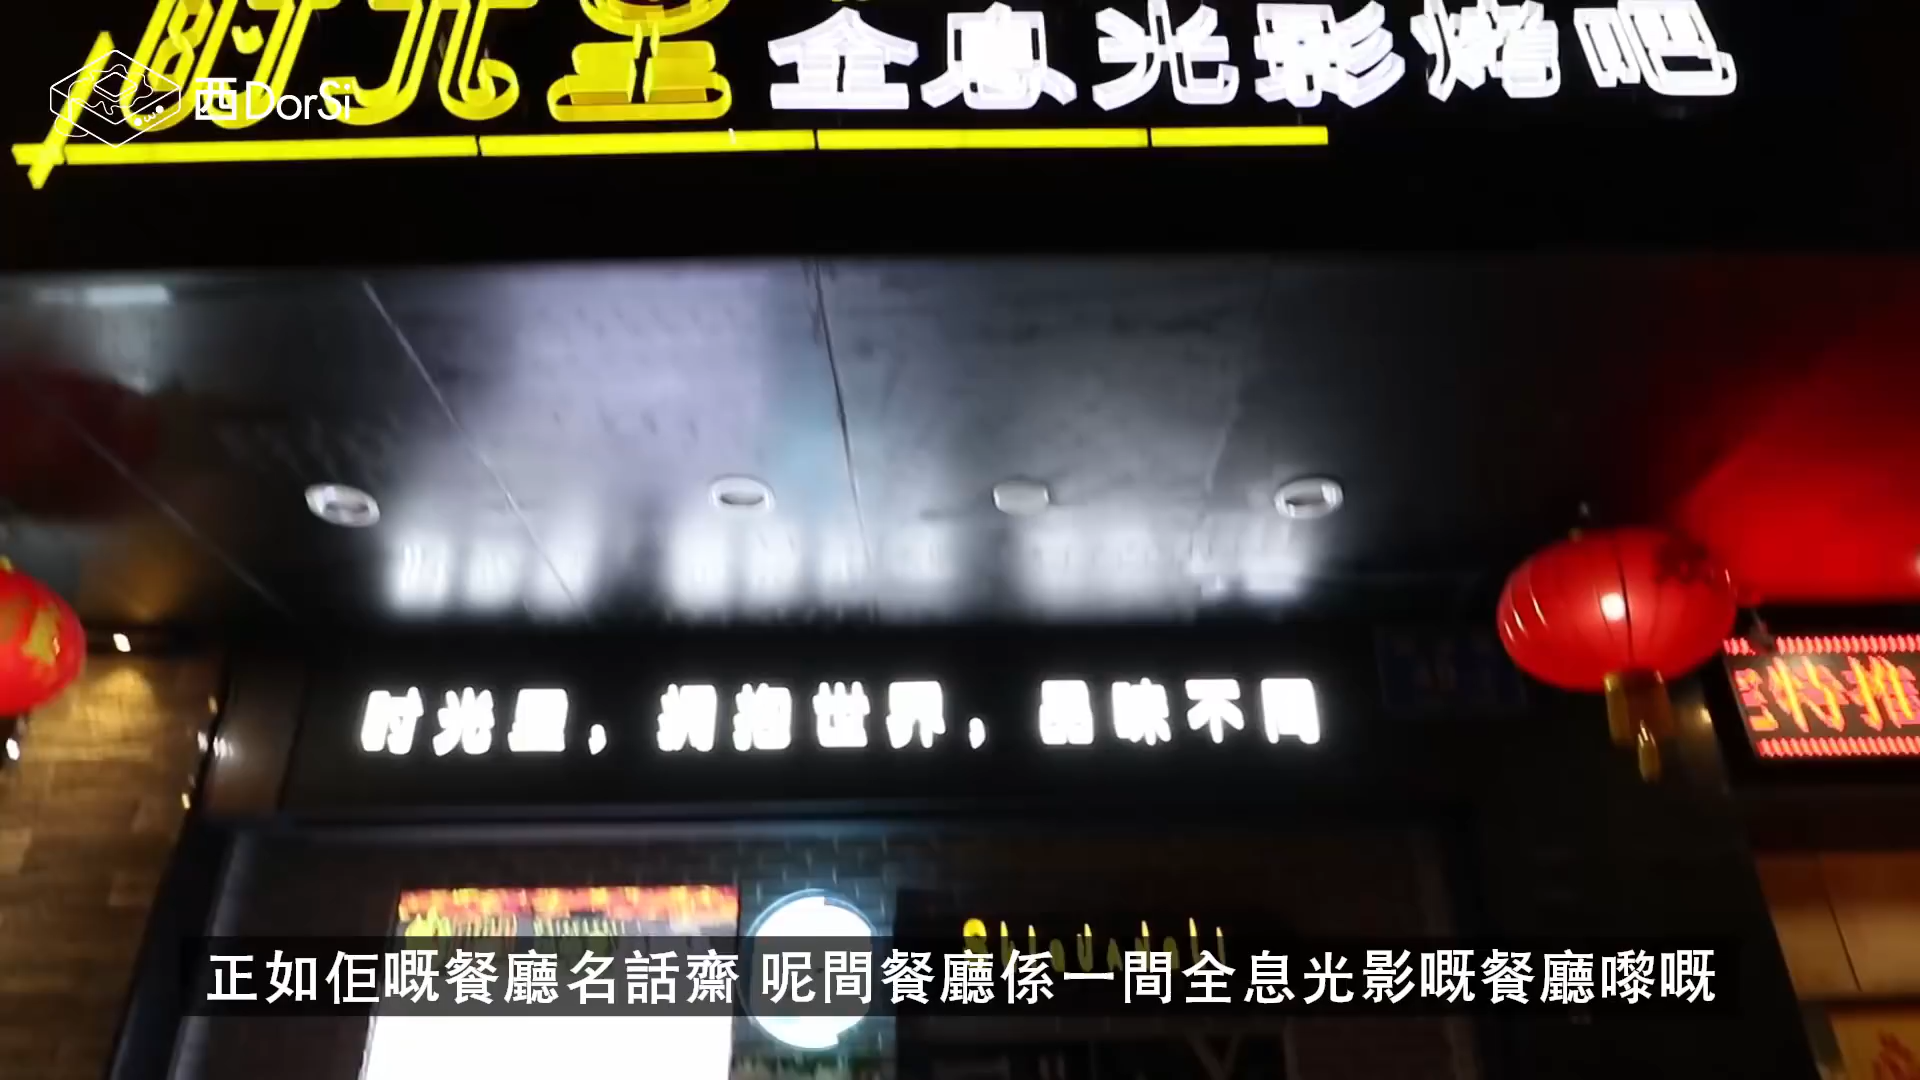 时光里 全息光影烤吧
西DorSi
时光里，拥抱世界，品味不同
特推
正如佢嘅餐廳名話齋 呢間餐廳係一間全息光影嘅餐廳嚟嘅